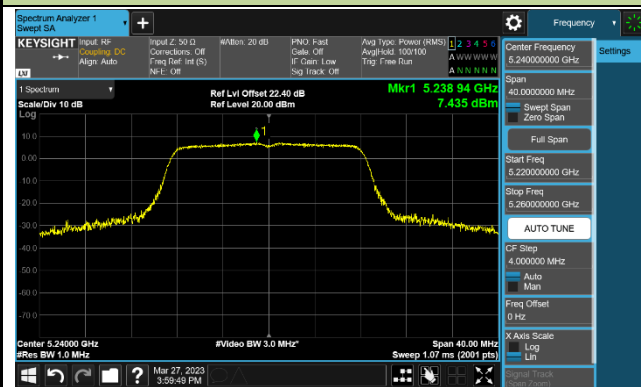 Spectrum Analyzer 1
Swept SA
Frequency
KEYSIGHT
Input: RF
Coupling: DC
Align: Auto
Input Z: 50 Ω
Corrections: Off
Freq Ref: Int (S)
NFE: Off
#Atten: 20 dB
PNO: Fast
Gate: Off
IF Gain: Low
Sig Track: Off
Avg Type: Power (RMS)
Avg|Hold: 100/100
Trig: Free Run
1 2 3 4 5 6
A W W W W W
A N N N N N
LXI
1 Spectrum
Scale/Div 10 dB
Log
Ref Lvl Offset 22.40 dB
Ref Level 20.00 dBm
Mkr1 5.238 94 GHz
7.435 dBm
1
10.0
0.00
-10.0
-20.0
-30.0
-40.0
-50.0
-60.0
-70.0
Center 5.24000 GHz
#Res BW 1.0 MHz
#Video BW 3.0 MHz*
Span 40.00 MHz
Sweep 1.07 ms (2001 pts)
Center Frequency
5.240000000 GHz
Settings
Span
40.0000000 MHz
Swept Span
Zero Span
Full Span
Start Freq
5.220000000 GHz
Stop Freq
5.260000000 GHz
AUTO TUNE
CF Step
4.000000 MHz
Auto
Man
Freq Offset
0 Hz
X Axis Scale
Log
Lin
Signal Track
(Span Zoom)
Mar 27, 2023
3:59:49 PM